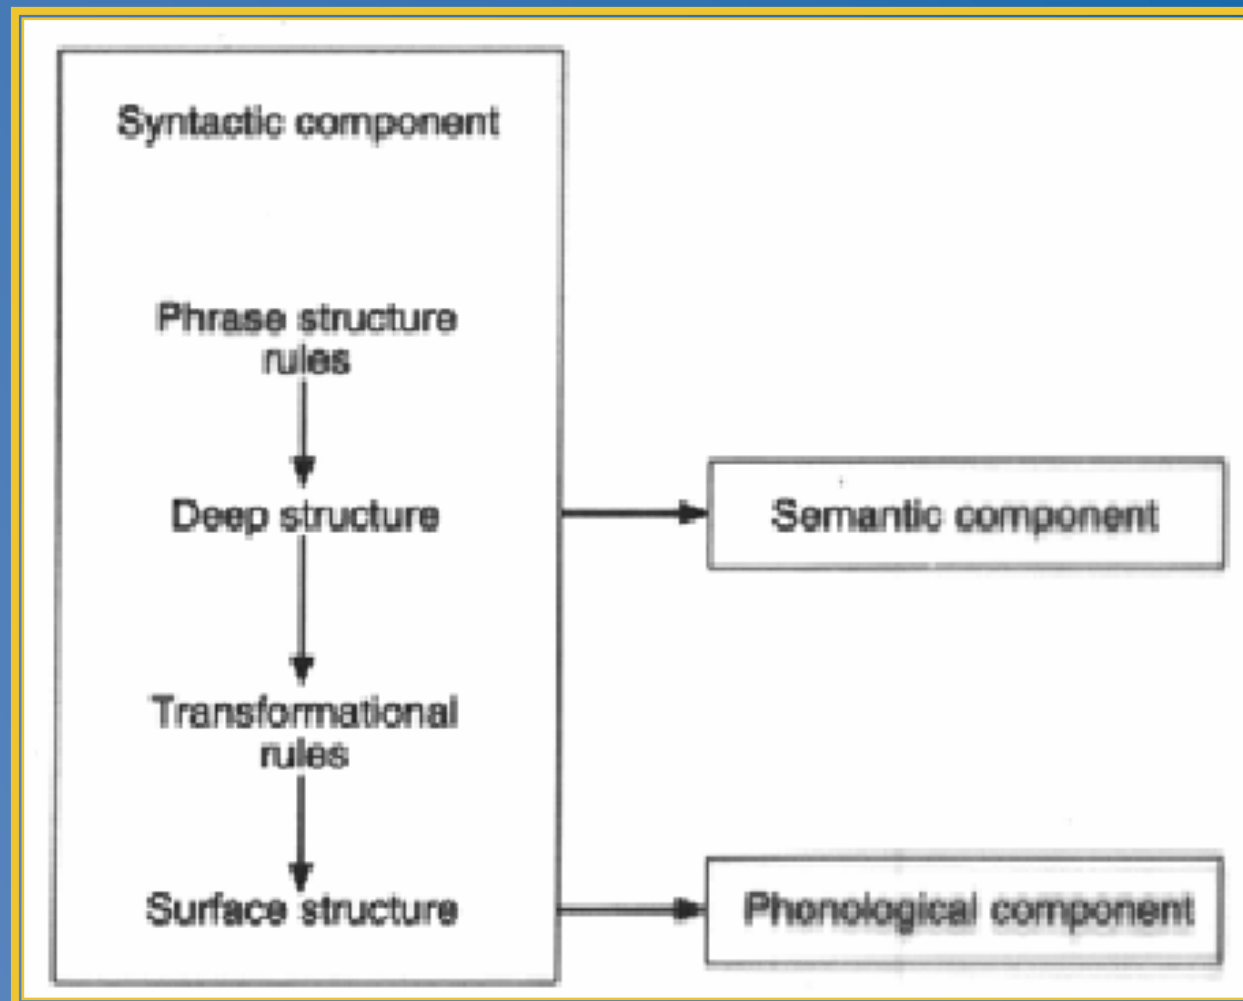 Syntactic component
Phrase structure
rules
Deep structure
Semantic component
Transformational
rules
Surface structure
Phonological component